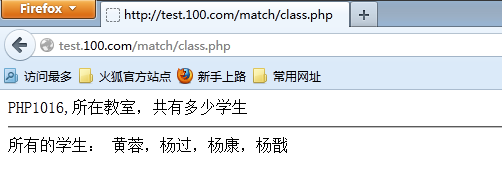 Firefox
http://test.100.com/match/class.php
test.100.com/match/class.php
访问最多 火狐官方站点 新手上路 常用网址
PHP1016,所在教室，共有多少学生
所有的学生： 黄蓉，杨过，杨康，杨戬